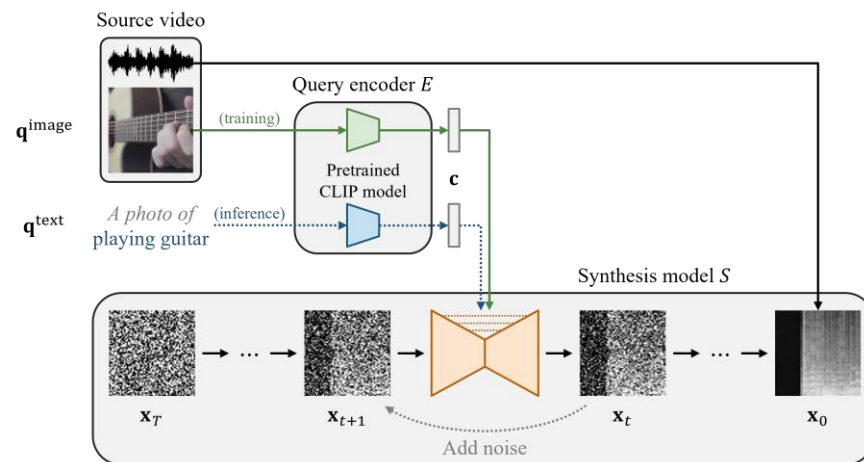 Source video
Query encoder E
q^image
(training)
Pretrained
CLIP model
c
q^text
A photo of
playing guitar
(inference)
Synthesis model S
... ...
x_T x_{t+1} x_t x_0
Add noise